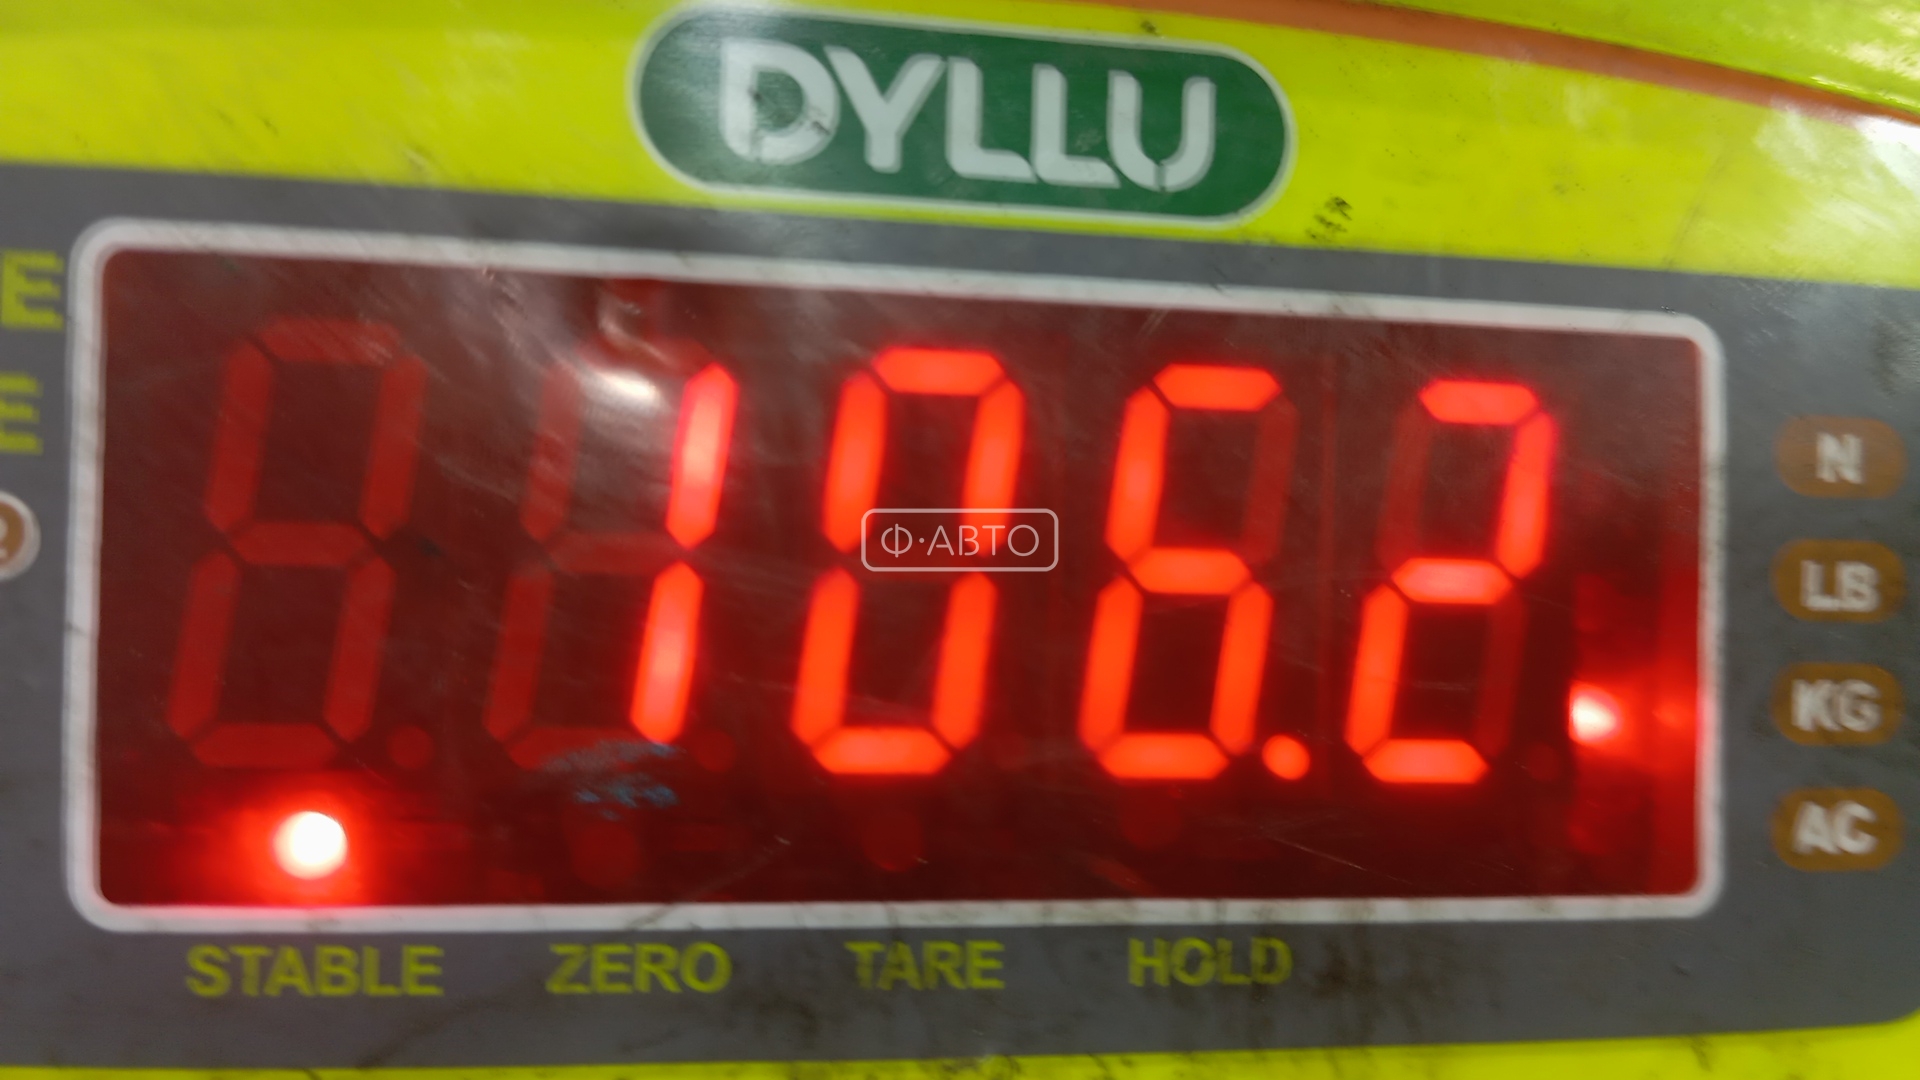 DYLLU
E
E
106.2
Ф·АВТО
N
LB
KG
AC
STABLE ZERO TARE HOLD